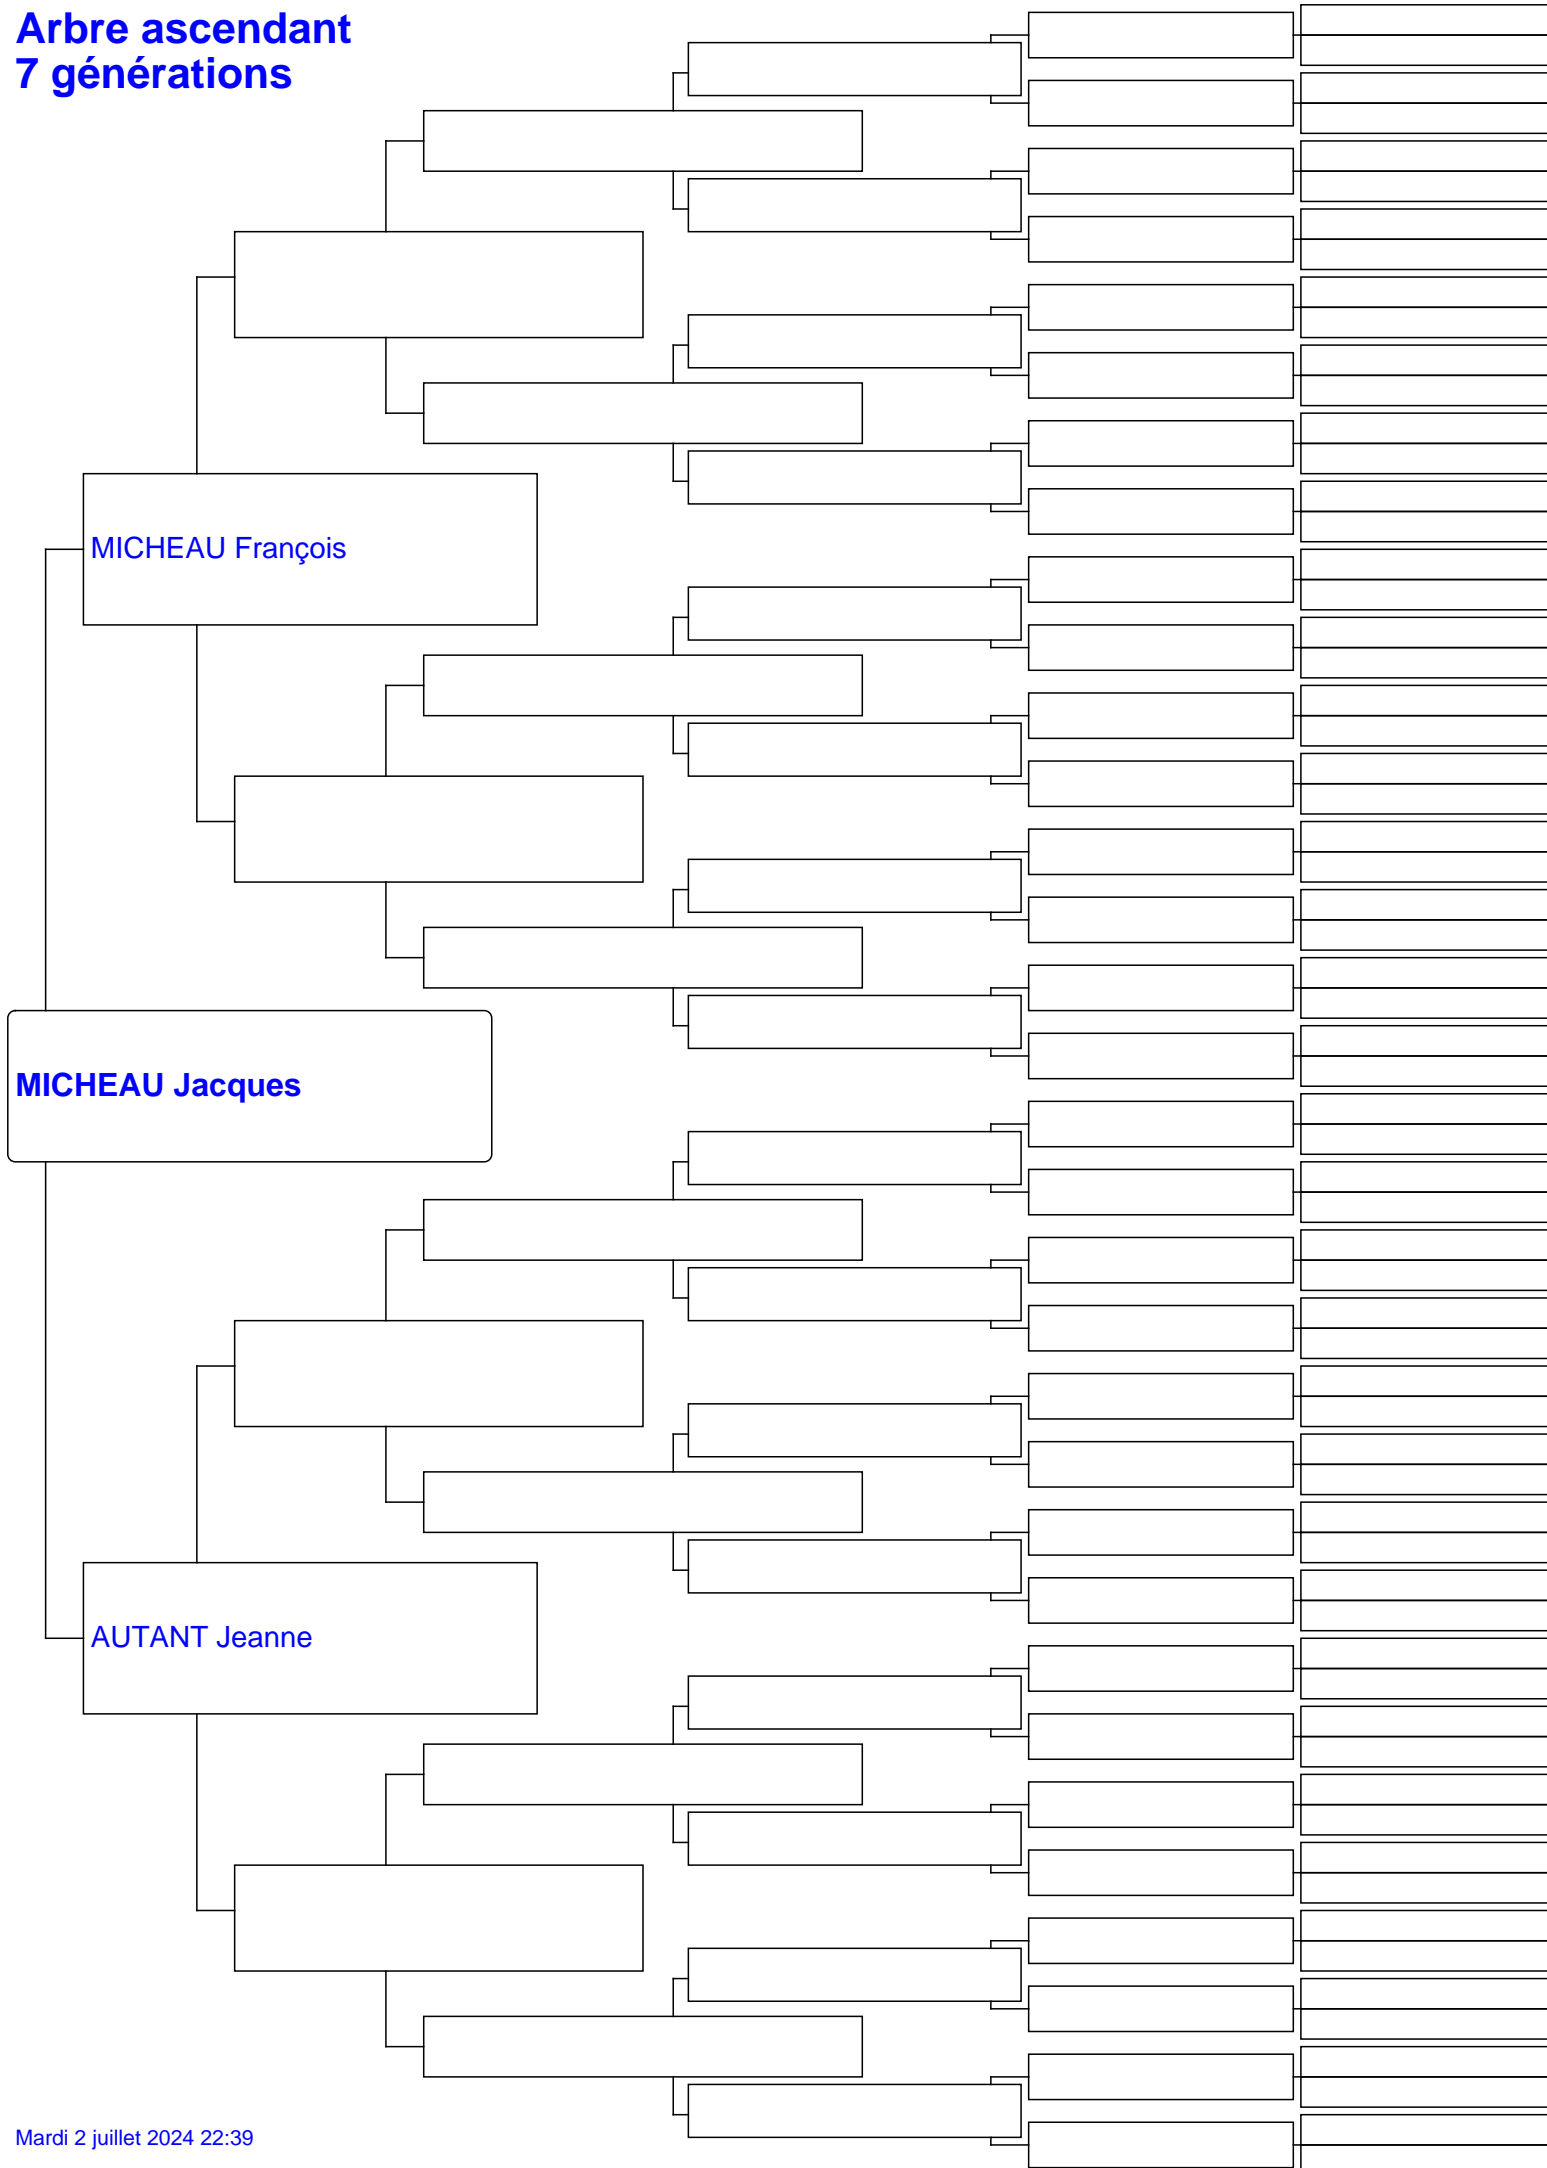 Arbre ascendant
7 générations
MICHEAU François
MICHEAU Jacques
AUTANT Jeanne
Mardi 2 juillet 2024 22:39